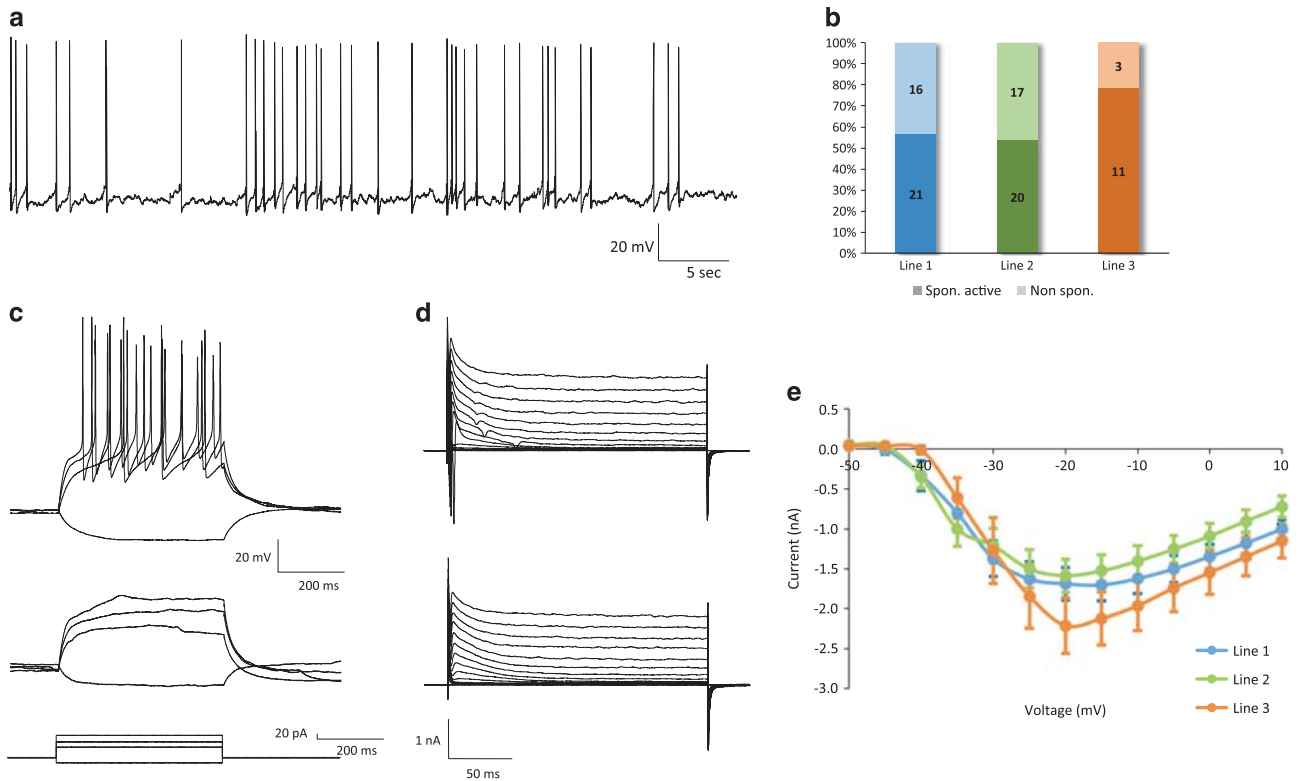 a
20 mV
5 sec
b
100%
90%
80%
70%
60%
50%
40%
30%
20%
10%
0%
16
21
17
20
3
11
Line 1 Line 2 Line 3
Spon. active Non spon.
c
20 mV
200 ms
20 pA
200 ms
d
1 nA
50 ms
e
0.5
0.0
-0.5
-1.0
-1.5
-2.0
-2.5
-3.0
Current (nA)
-50 -40 -30 -20 -10 0 10
Voltage (mV)
Line 1
Line 2
Line 3